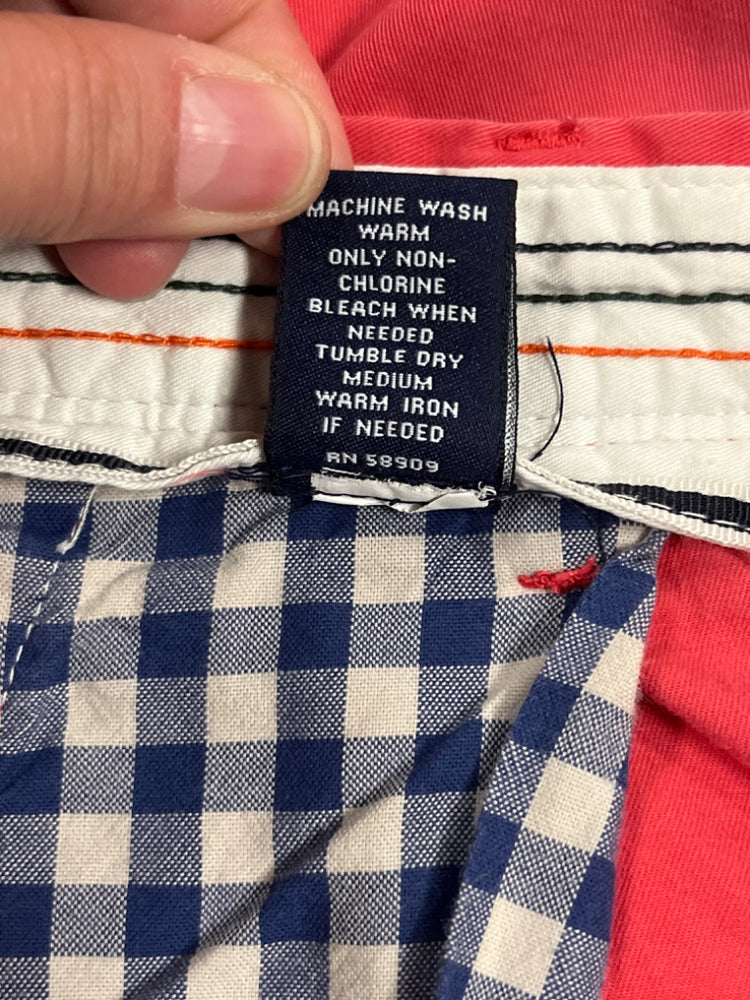 MACHINE WASH
WARM
ONLY NON-
CHLORINE
BLEACH WHEN
NEEDED
TUMBLE DRY
MEDIUM
WARM IRON
IF NEEDED
RN 58909